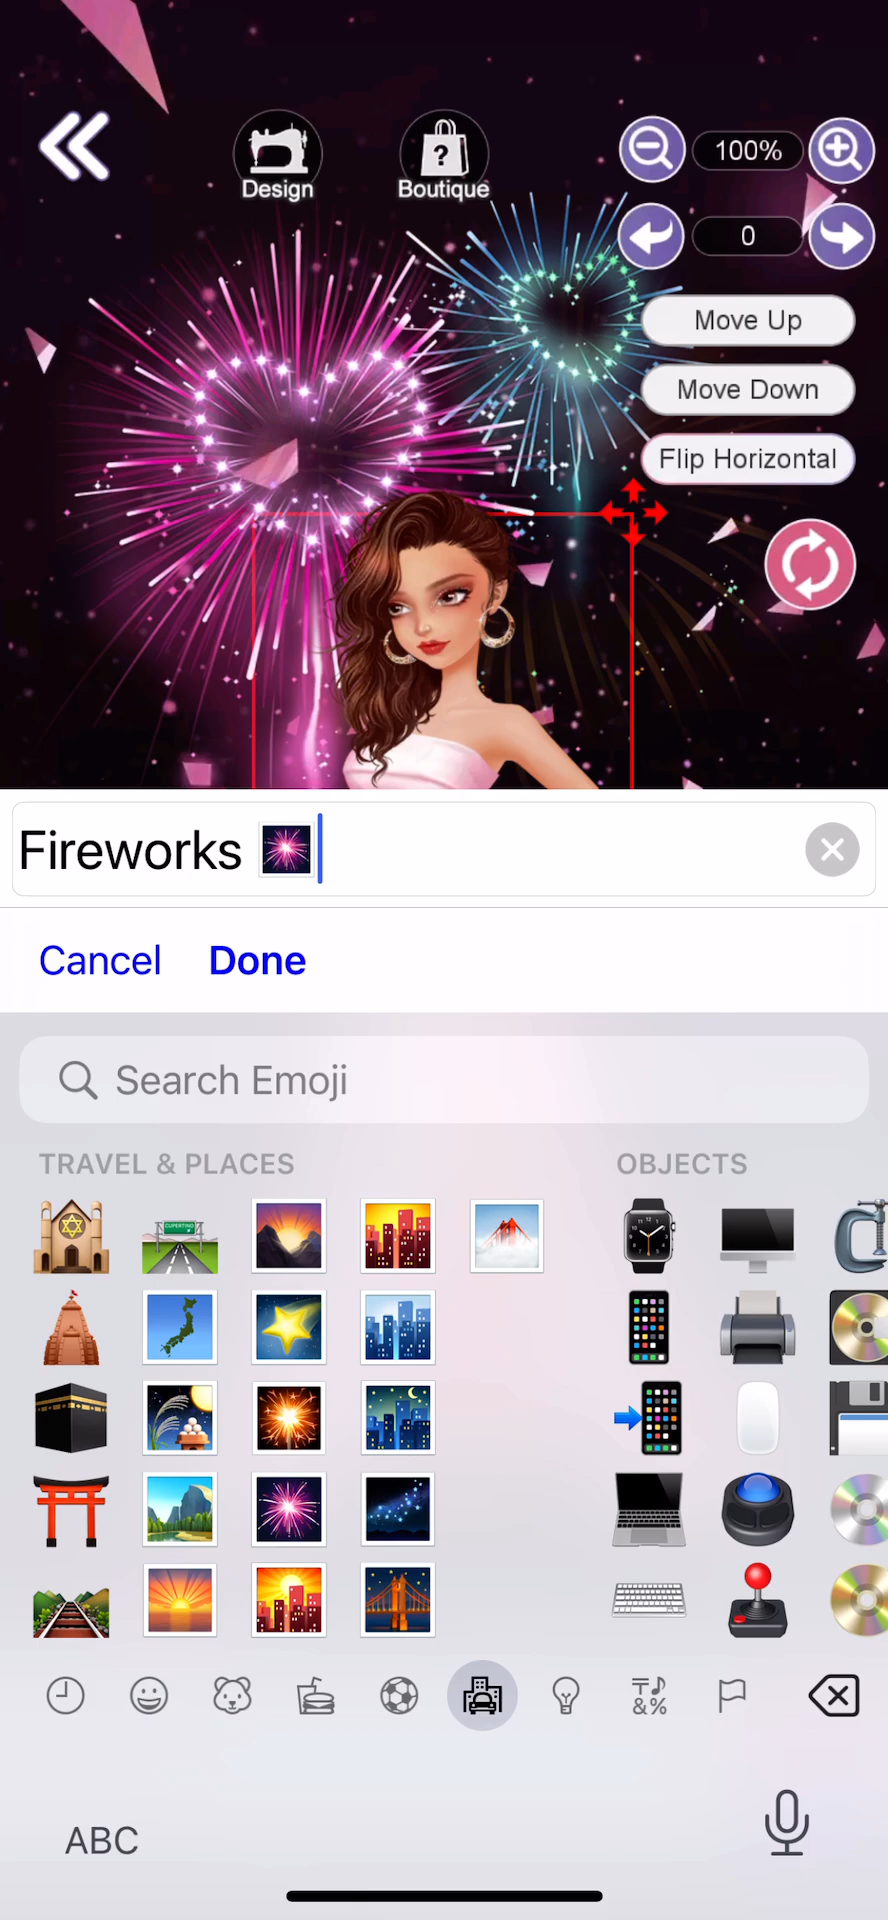 Design
Boutique
?
100%
0
Move Up
Move Down
Flip Horizontal
Fireworks 🎆
Cancel
Done
Search Emoji
TRAVEL & PLACES
OBJECTS
CUPERTINO
&%
ABC